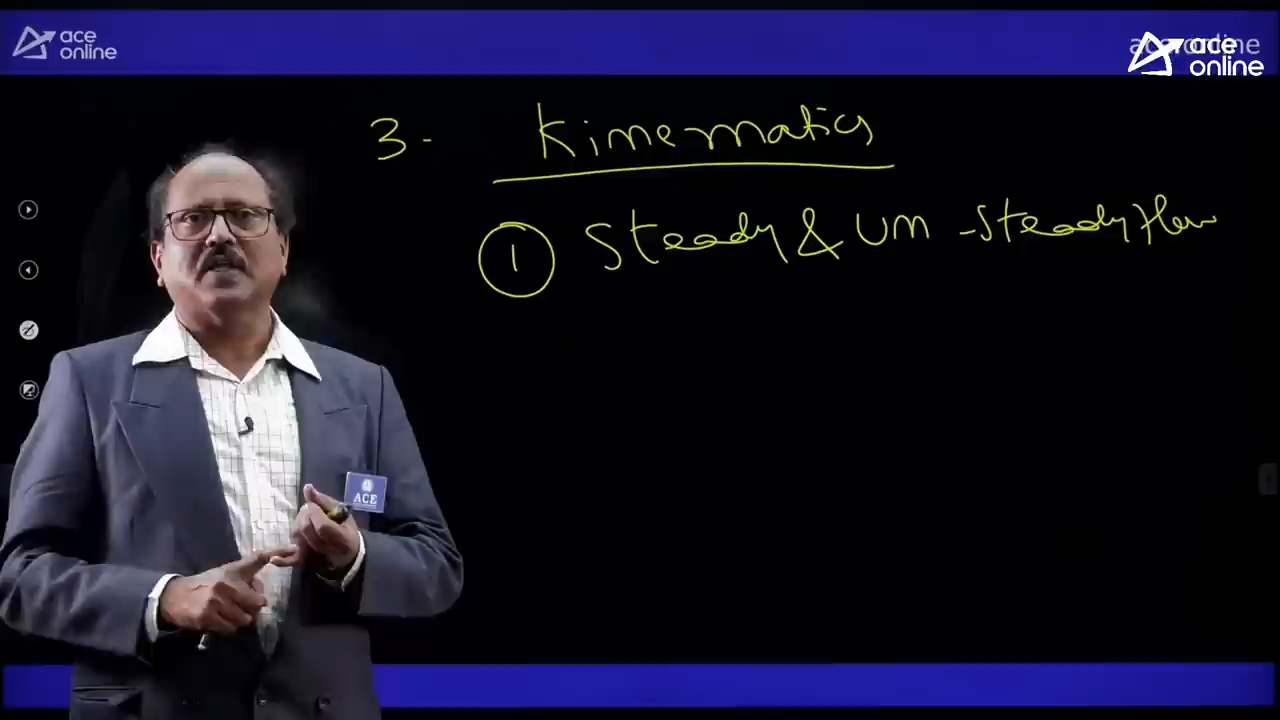 ace
online
ace
online
3. Kinematics
1 Steady & un-steady flow
ACE